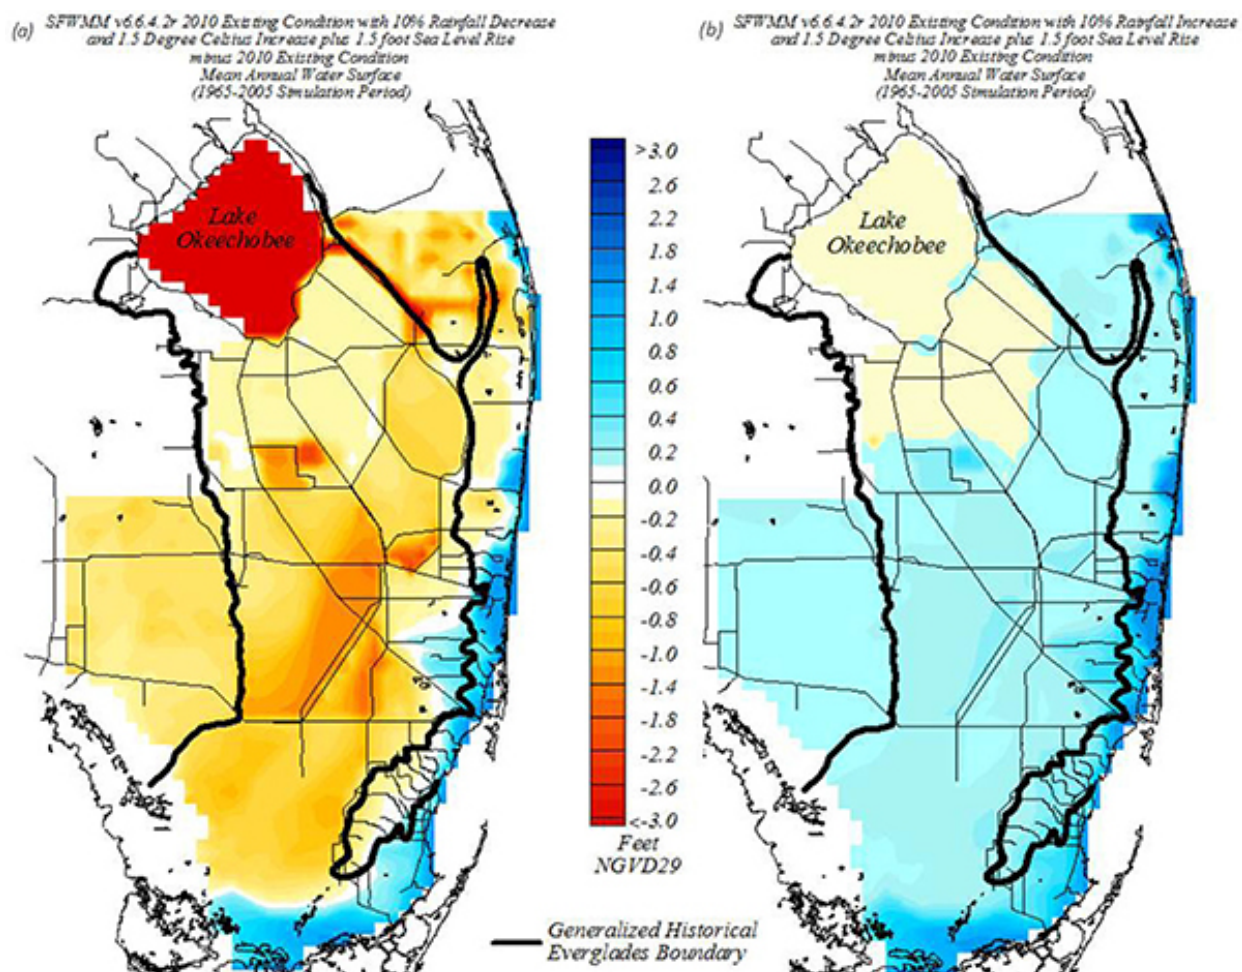 (a) SFWMM v6.6.4.2r 2010 Existing Condition with 10% Rainfall Decrease
and 1.5 Degree Celsius Increase plus 1.5 foot Sea Level Rise
minus 2010 Existing Condition
Mean Annual Water Surface
(1965-2005 Simulation Period)
(b) SFWMM v6.6.4.2r 2010 Existing Condition with 10% Rainfall Increase
and 1.5 Degree Celsius Increase plus 1.5 foot Sea Level Rise
minus 2010 Existing Condition
Mean Annual Water Surface
(1965-2005 Simulation Period)
Lake
Okeechobee
>3.0
2.6
2.2
1.8
1.4
1.0
0.8
0.6
0.4
0.2
0.0
-0.2
-0.4
-0.6
-0.8
-1.0
-1.4
-1.8
-2.2
-2.6
<-3.0
Feet
NGVD29
Lake
Okeechobee
Generalized Historical
Everglades Boundary